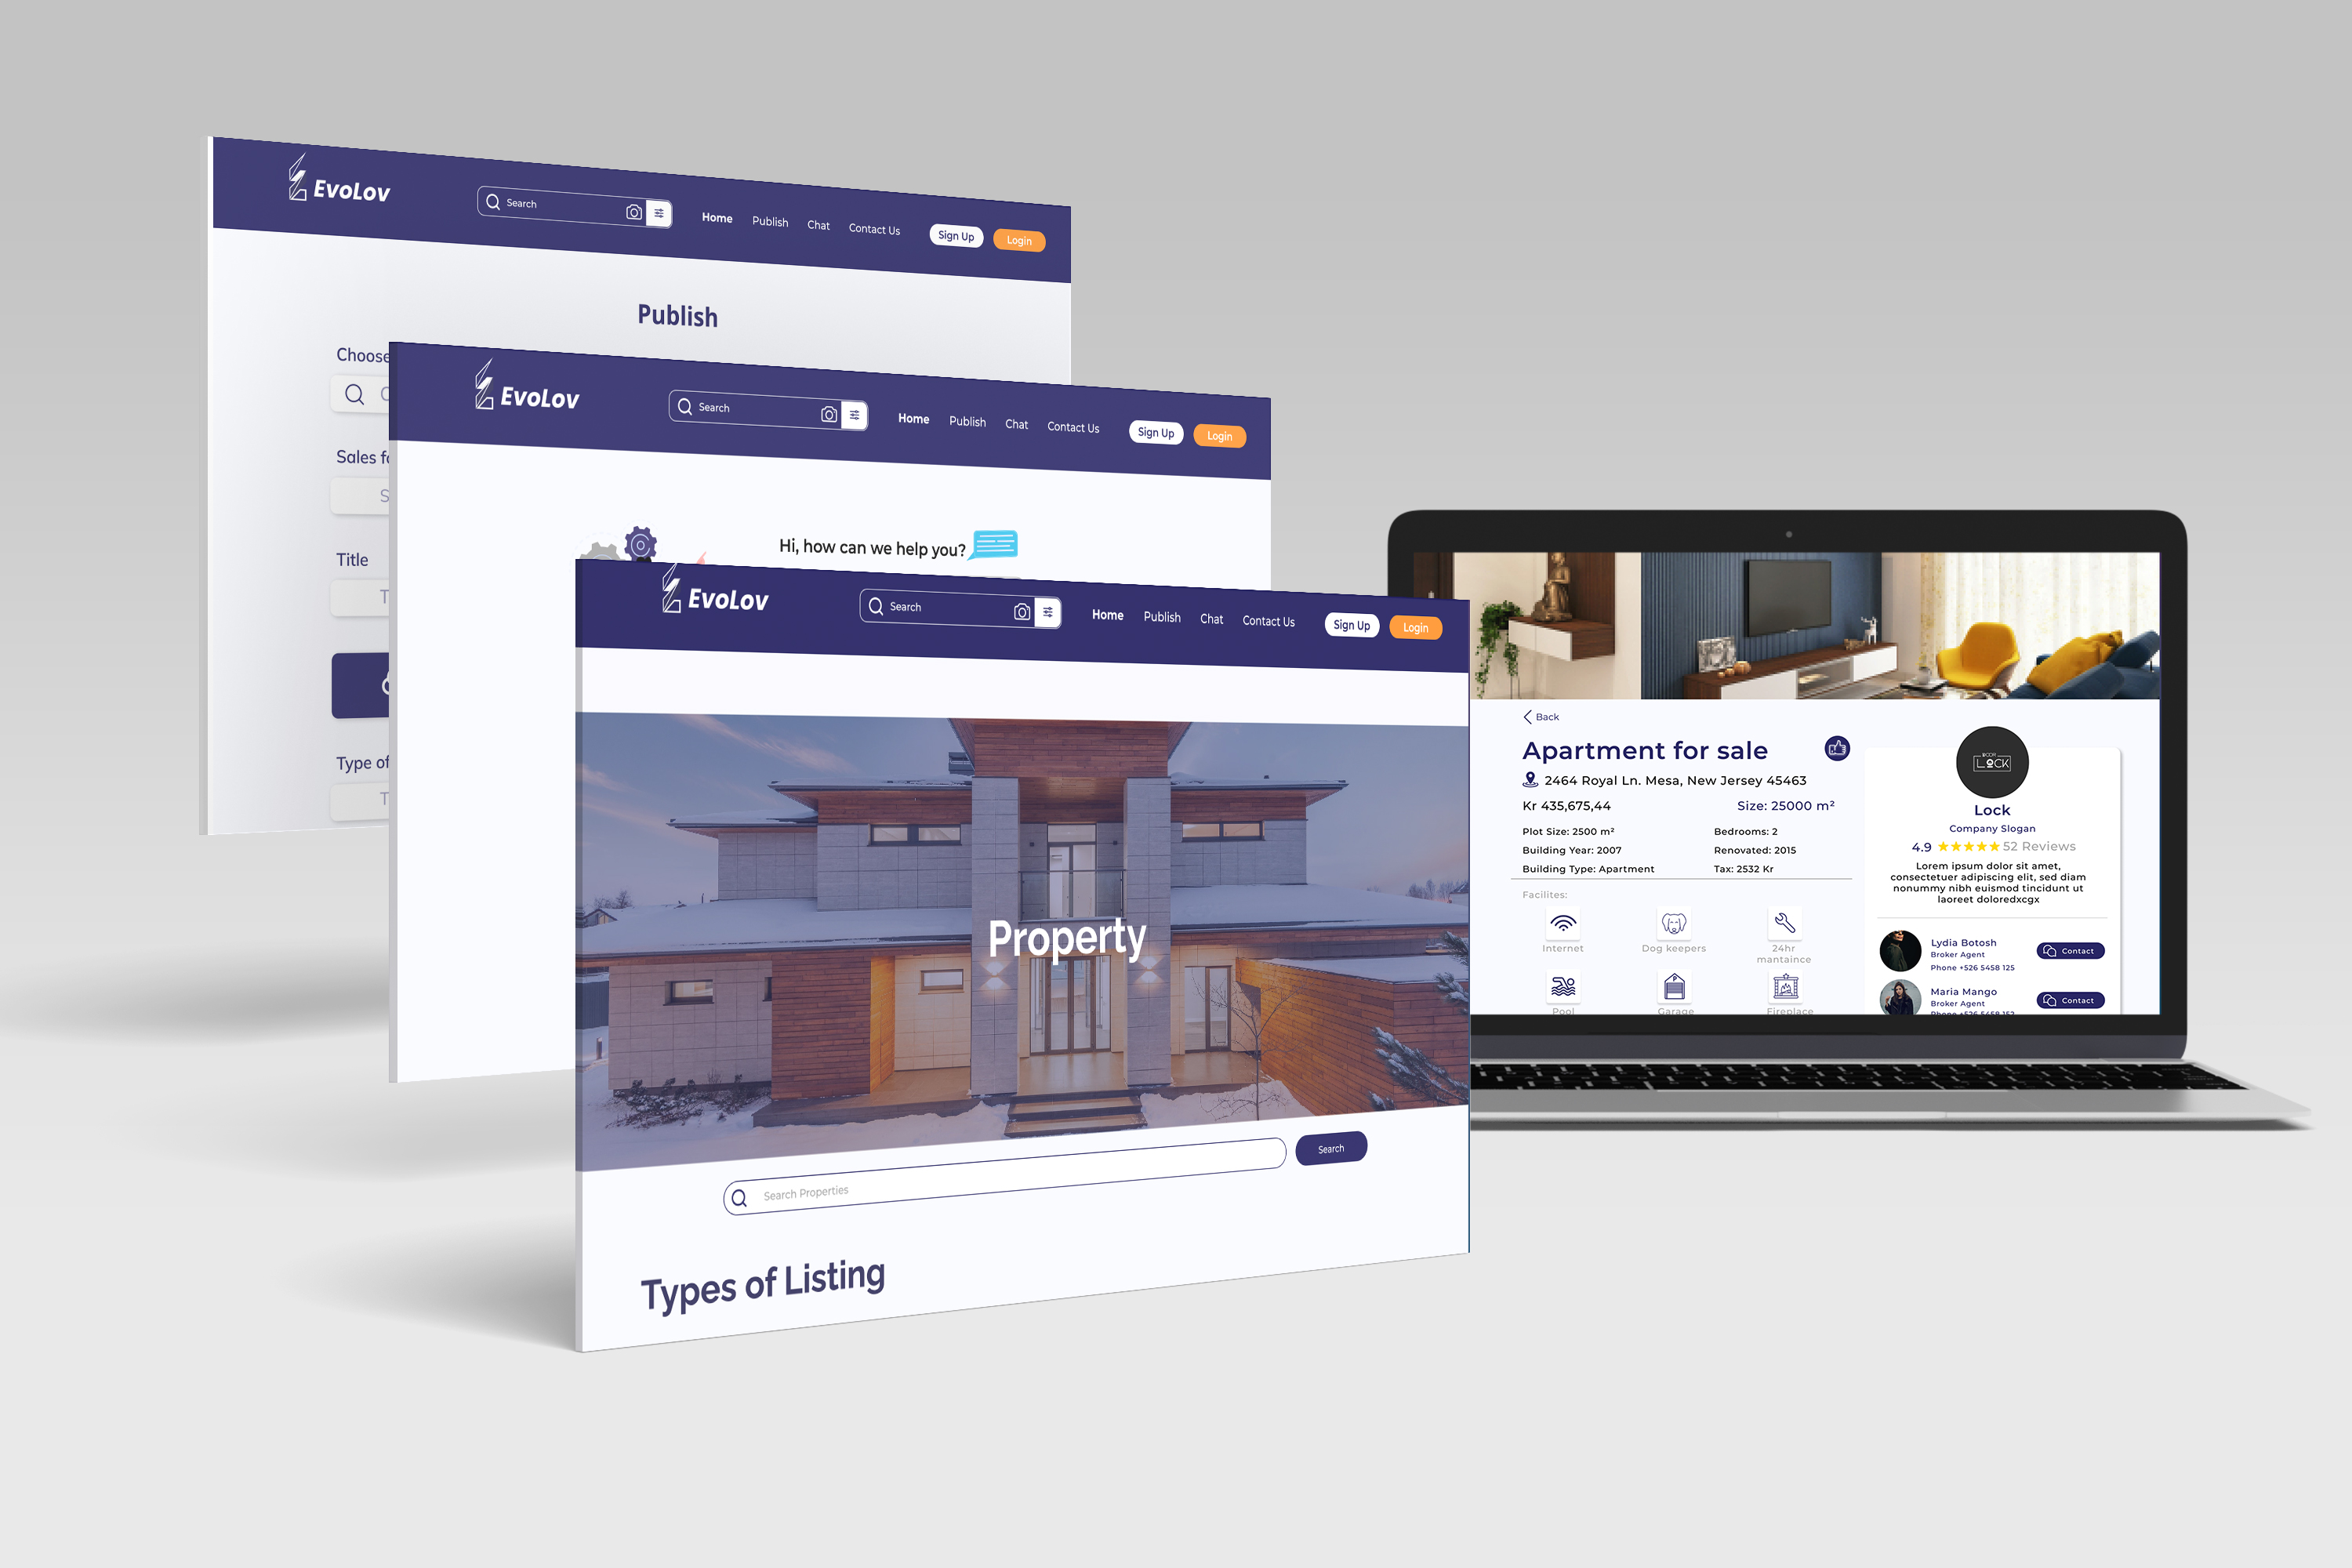 EvoLov
Search
Home Publish Chat Contact Us
Sign Up Login
Publish
Choose
Sales fo
S
Title
T
Type of
T
EvoLov
Search
Home Publish Chat Contact Us
Sign Up Login
Hi, how can we help you?
EvoLov
Search
Home Publish Chat Contact Us
Sign Up Login
Property
Search Properties
Search
Types of Listing
Back
Apartment for sale
2464 Royal Ln. Mesa, New Jersey 45463
Kr 435,675,44 Size: 25000 m²
Plot Size: 2500 m² Bedrooms: 2
Building Year: 2007 Renovated: 2015
Building Type: Apartment Tax: 2532 Kr
Facilites:
Internet Dog keepers 24hr
mantaince
Pool Garage Fireplace
LOCK
Lock
Company Slogan
4.9 52 Reviews
Lorem ipsum dolor sit amet,
consectetuer adipiscing elit, sed diam
nonummy nibh euismod tincidunt ut
laoreet doloredxcgx
Lydia Botosh
Broker Agent
Phone +526 5458 125
Contact
Maria Mango
Broker Agent
Phone +526 5458 152
Contact